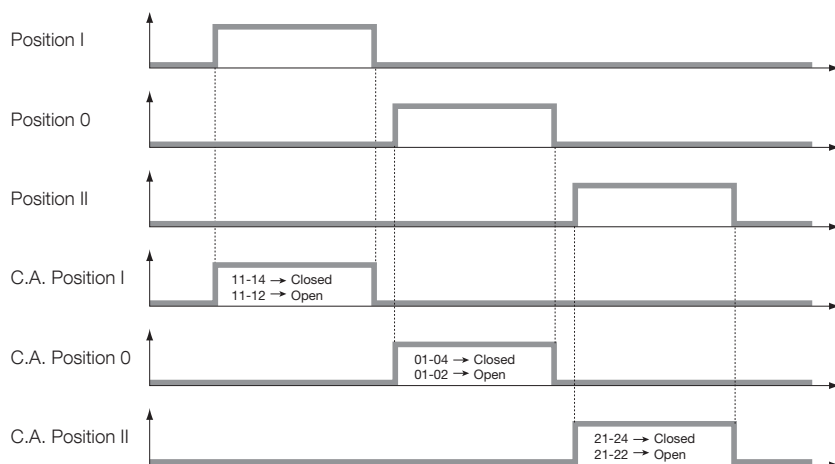 Position I
Position 0
Position II
C.A. Position I
11-14 → Closed
11-12 → Open
C.A. Position 0
01-04 → Closed
01-02 → Open
C.A. Position II
21-24 → Closed
21-22 → Open